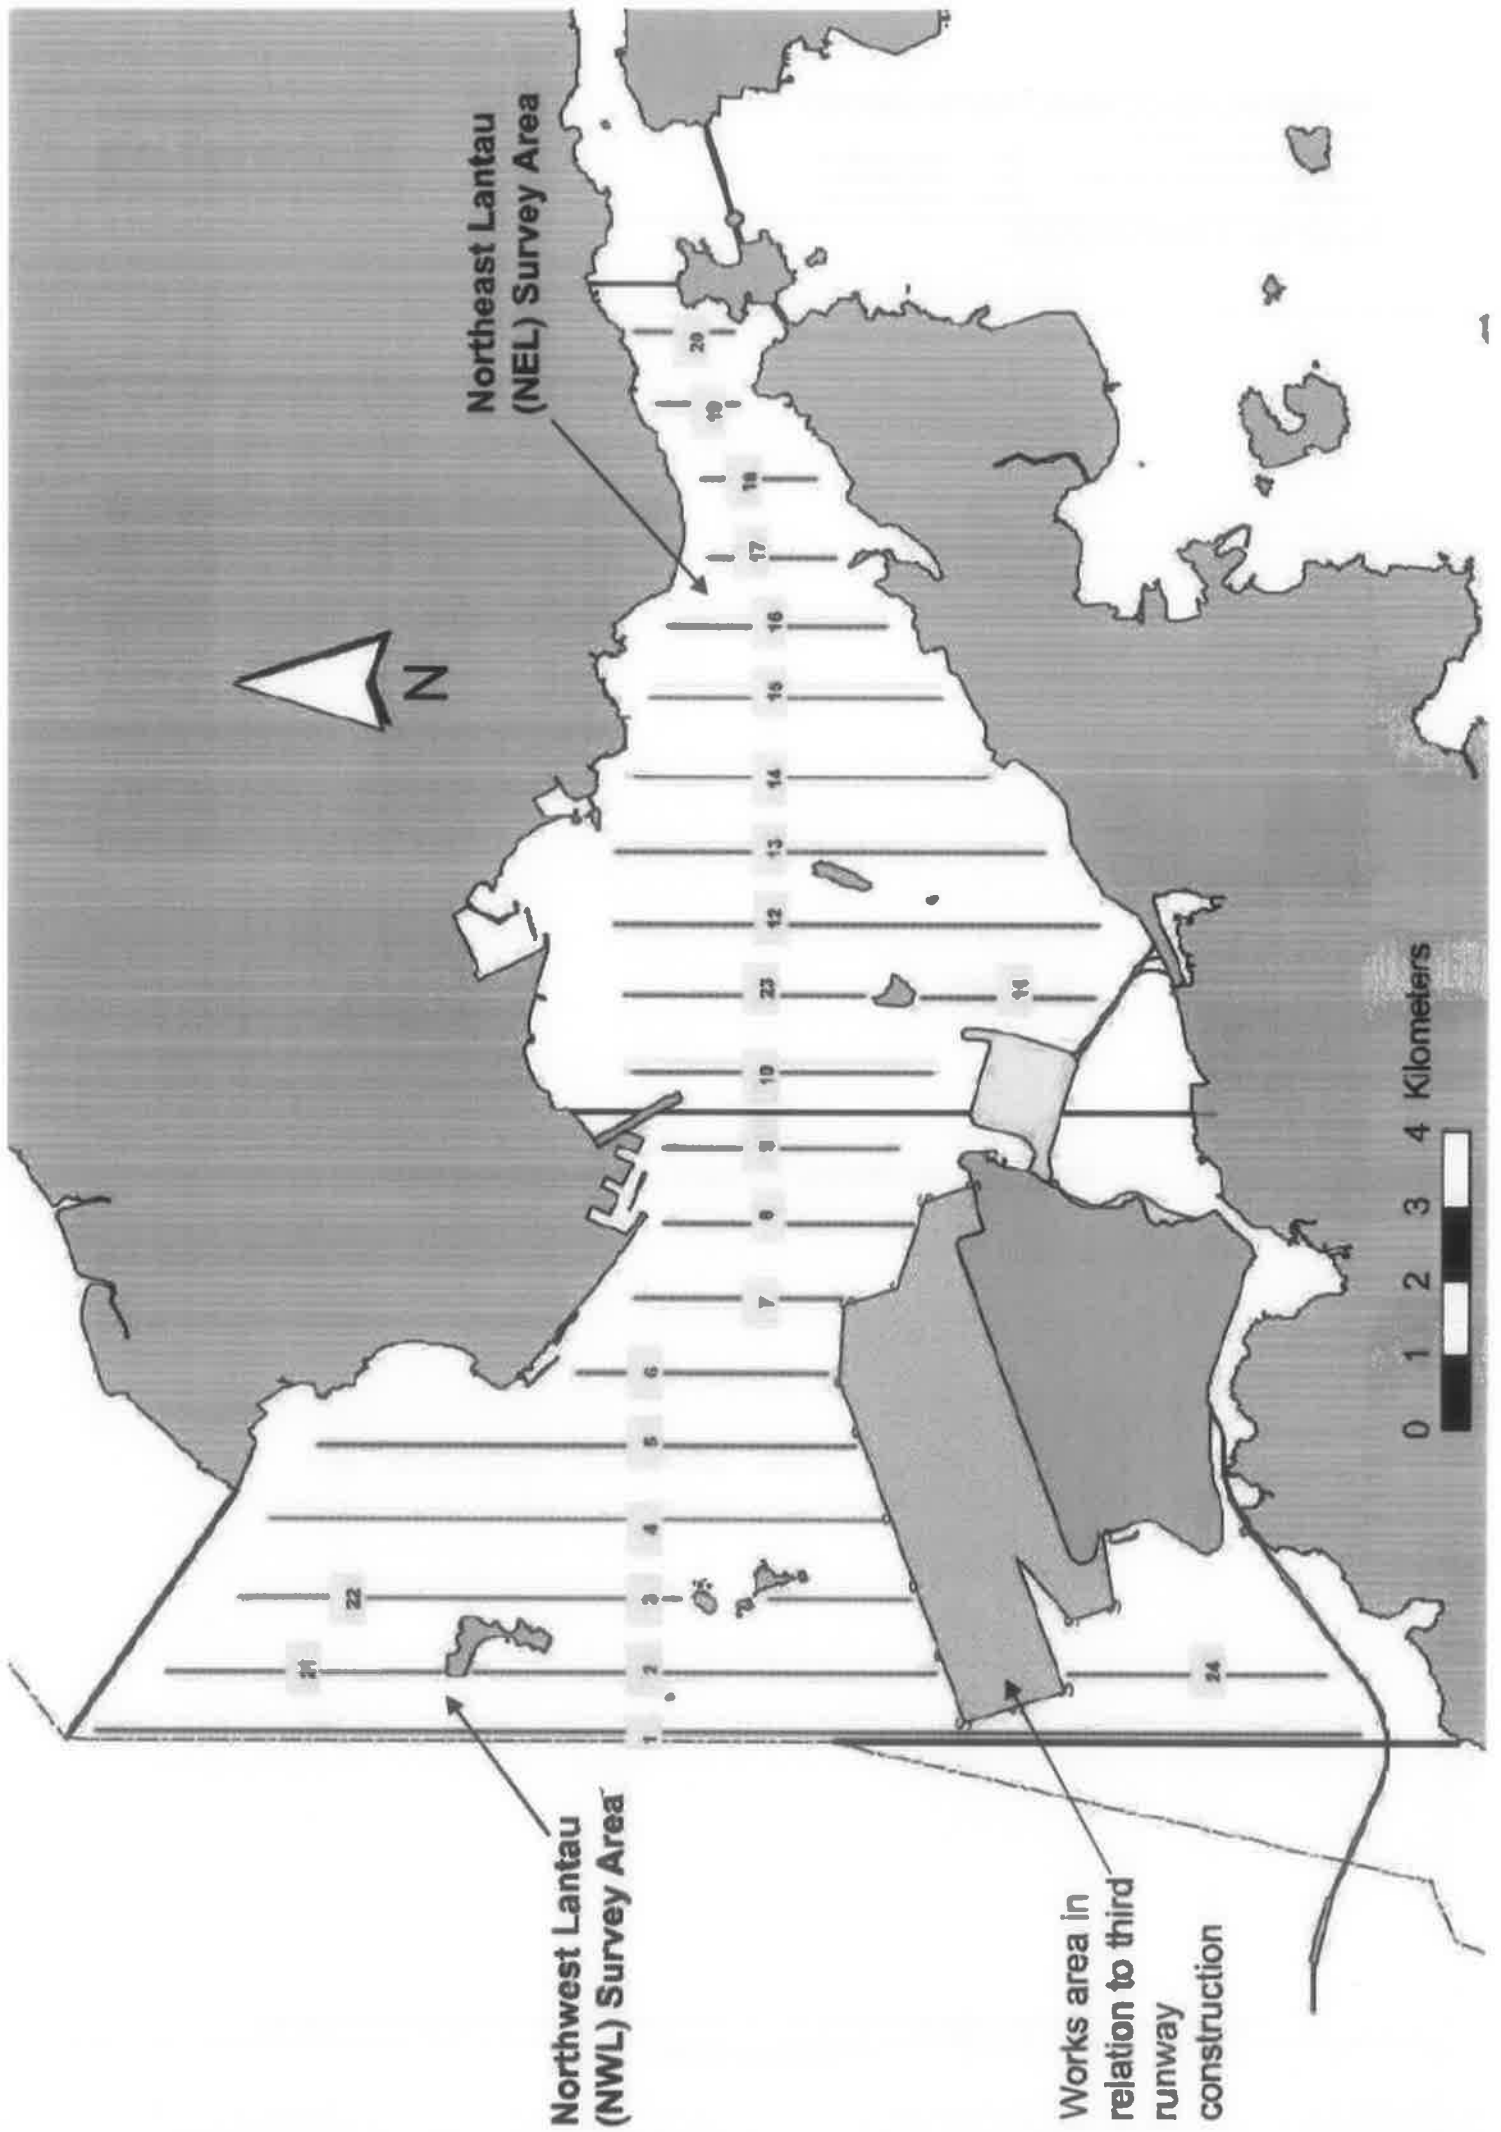 Northwest Lantau
(NWL) Survey Area
Northeast Lantau
(NEL) Survey Area
N
Works area in
relation to third
runway
construction
1
2
21
24
3
22
4
5
6
7
8
9
10
23
11
12
13
14
15
16
17
18
19
20
0 1 2 3 4 Kilometers